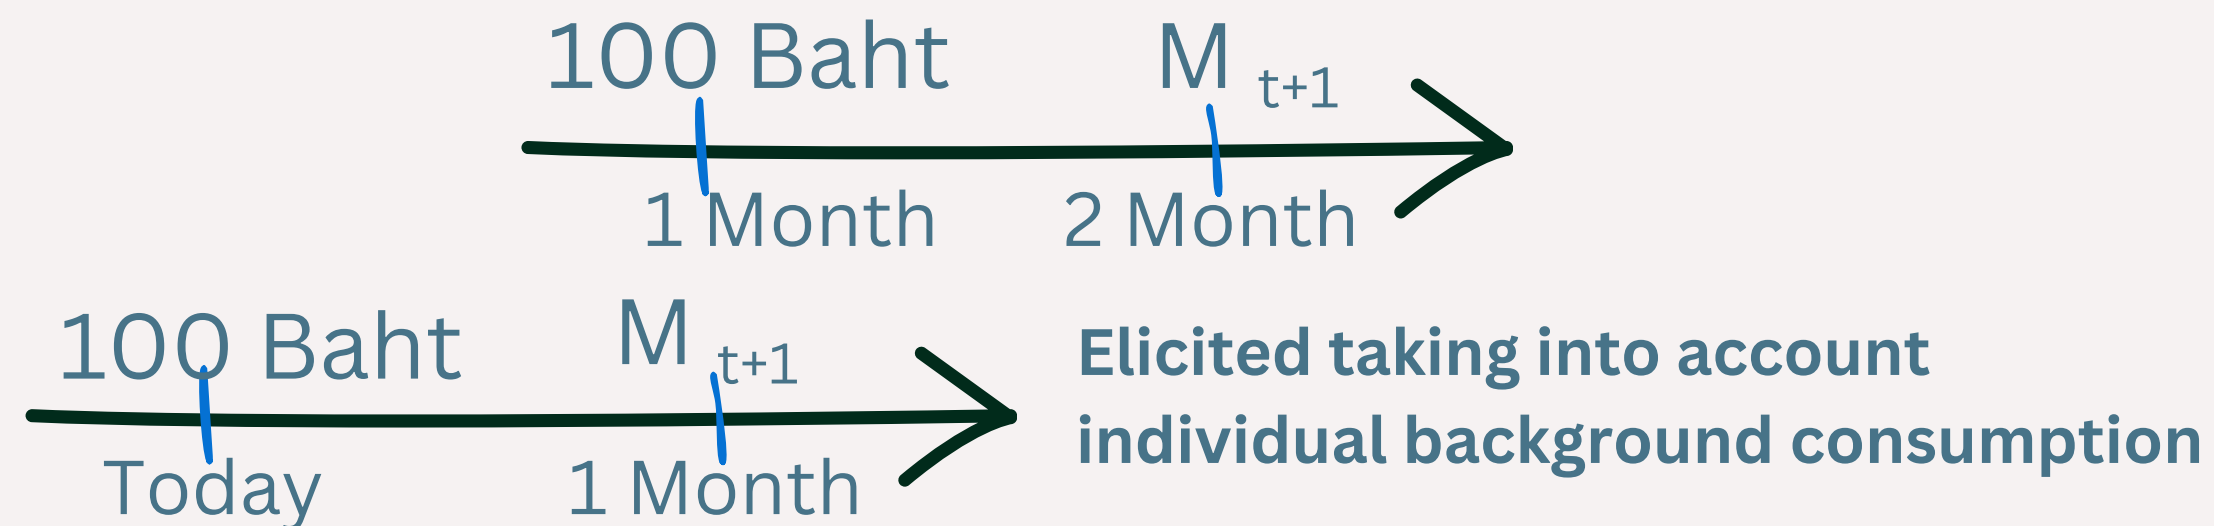 100 Baht M t+1
1 Month 2 Month
100 Baht M t+1
Today 1 Month
Elicited taking into account
individual background consumption